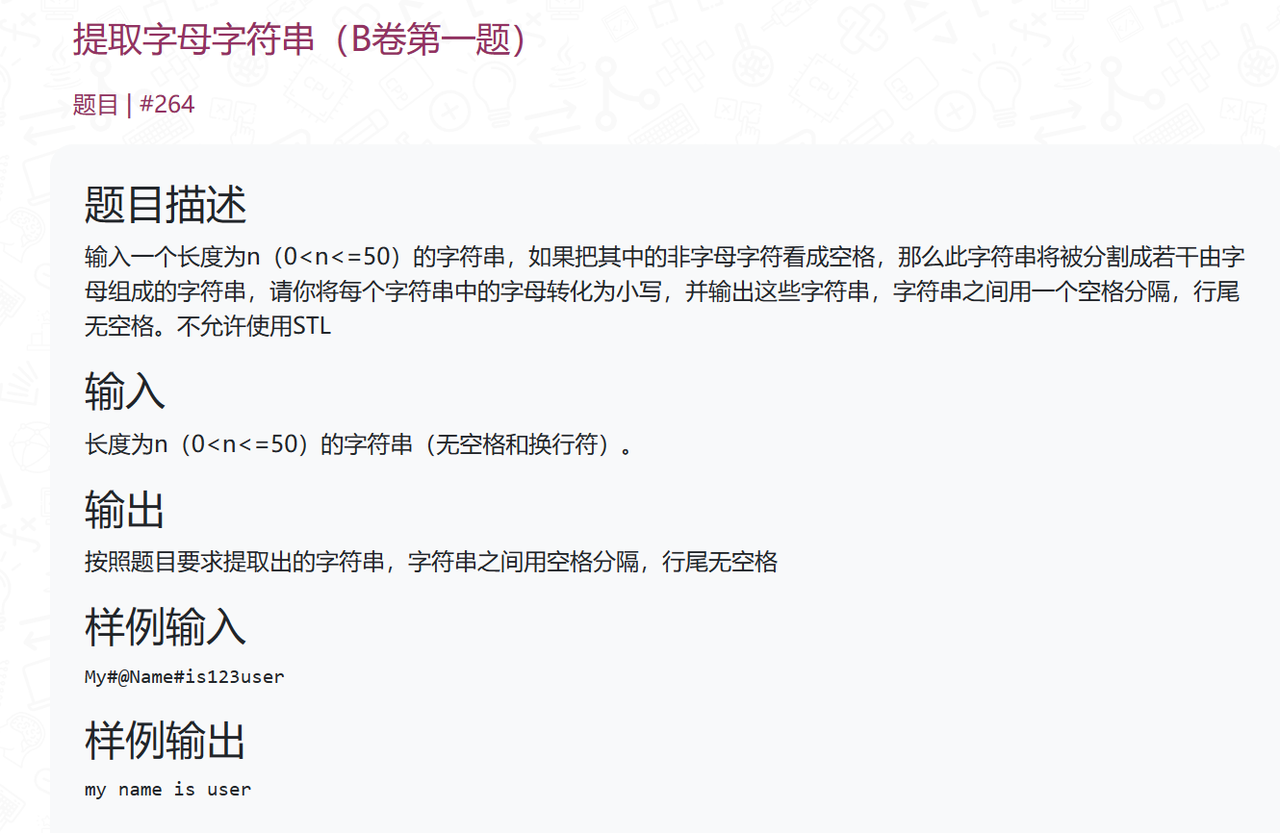 提取字母字符串（B卷第一题）
题目 | #264
题目描述
输入一个长度为n（0<n<=50）的字符串，如果把其中的非字母字符看成空格，那么此字符串将被分割成若干由字
母组成的字符串，请你将每个字符串中的字母转化为小写，并输出这些字符串，字符串之间用一个空格分隔，行尾
无空格。不允许使用STL
输入
长度为n（0<n<=50）的字符串（无空格和换行符）。
输出
按照题目要求提取出的字符串，字符串之间用空格分隔，行尾无空格
样例输入
My#@Name#is123user
样例输出
my name is user